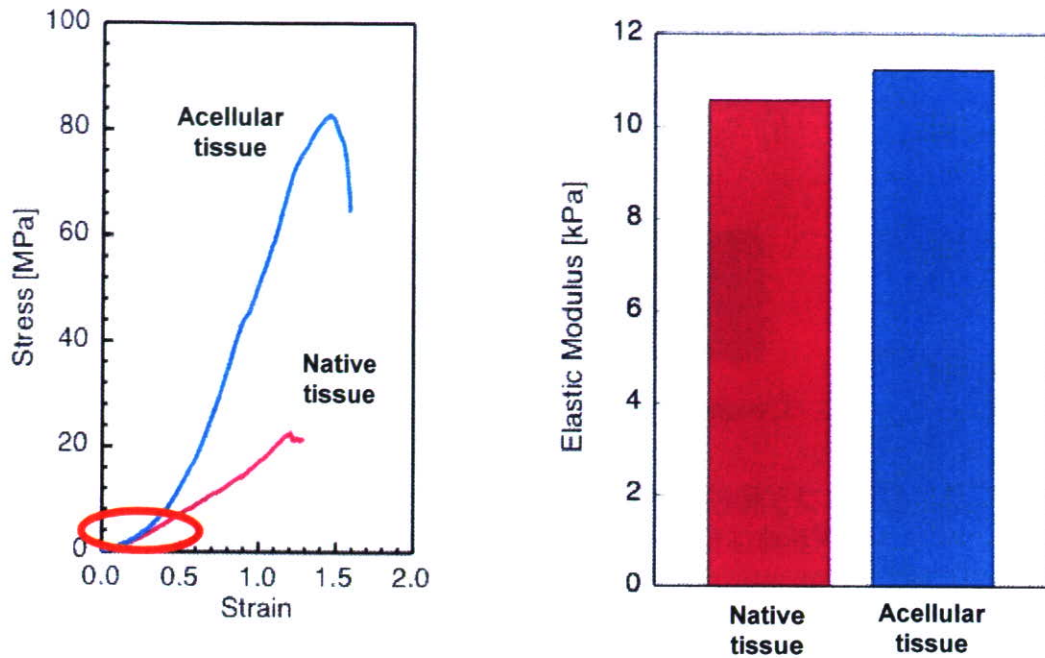 100
80
60
40
20
0
Stress [MPa]
Acellular
tissue
Native
tissue
0.0
0.5
1.0
1.5
2.0
Strain
12
10
8
6
4
2
0
Elastic Modulus [kPa]
Native
tissue
Acellular
tissue